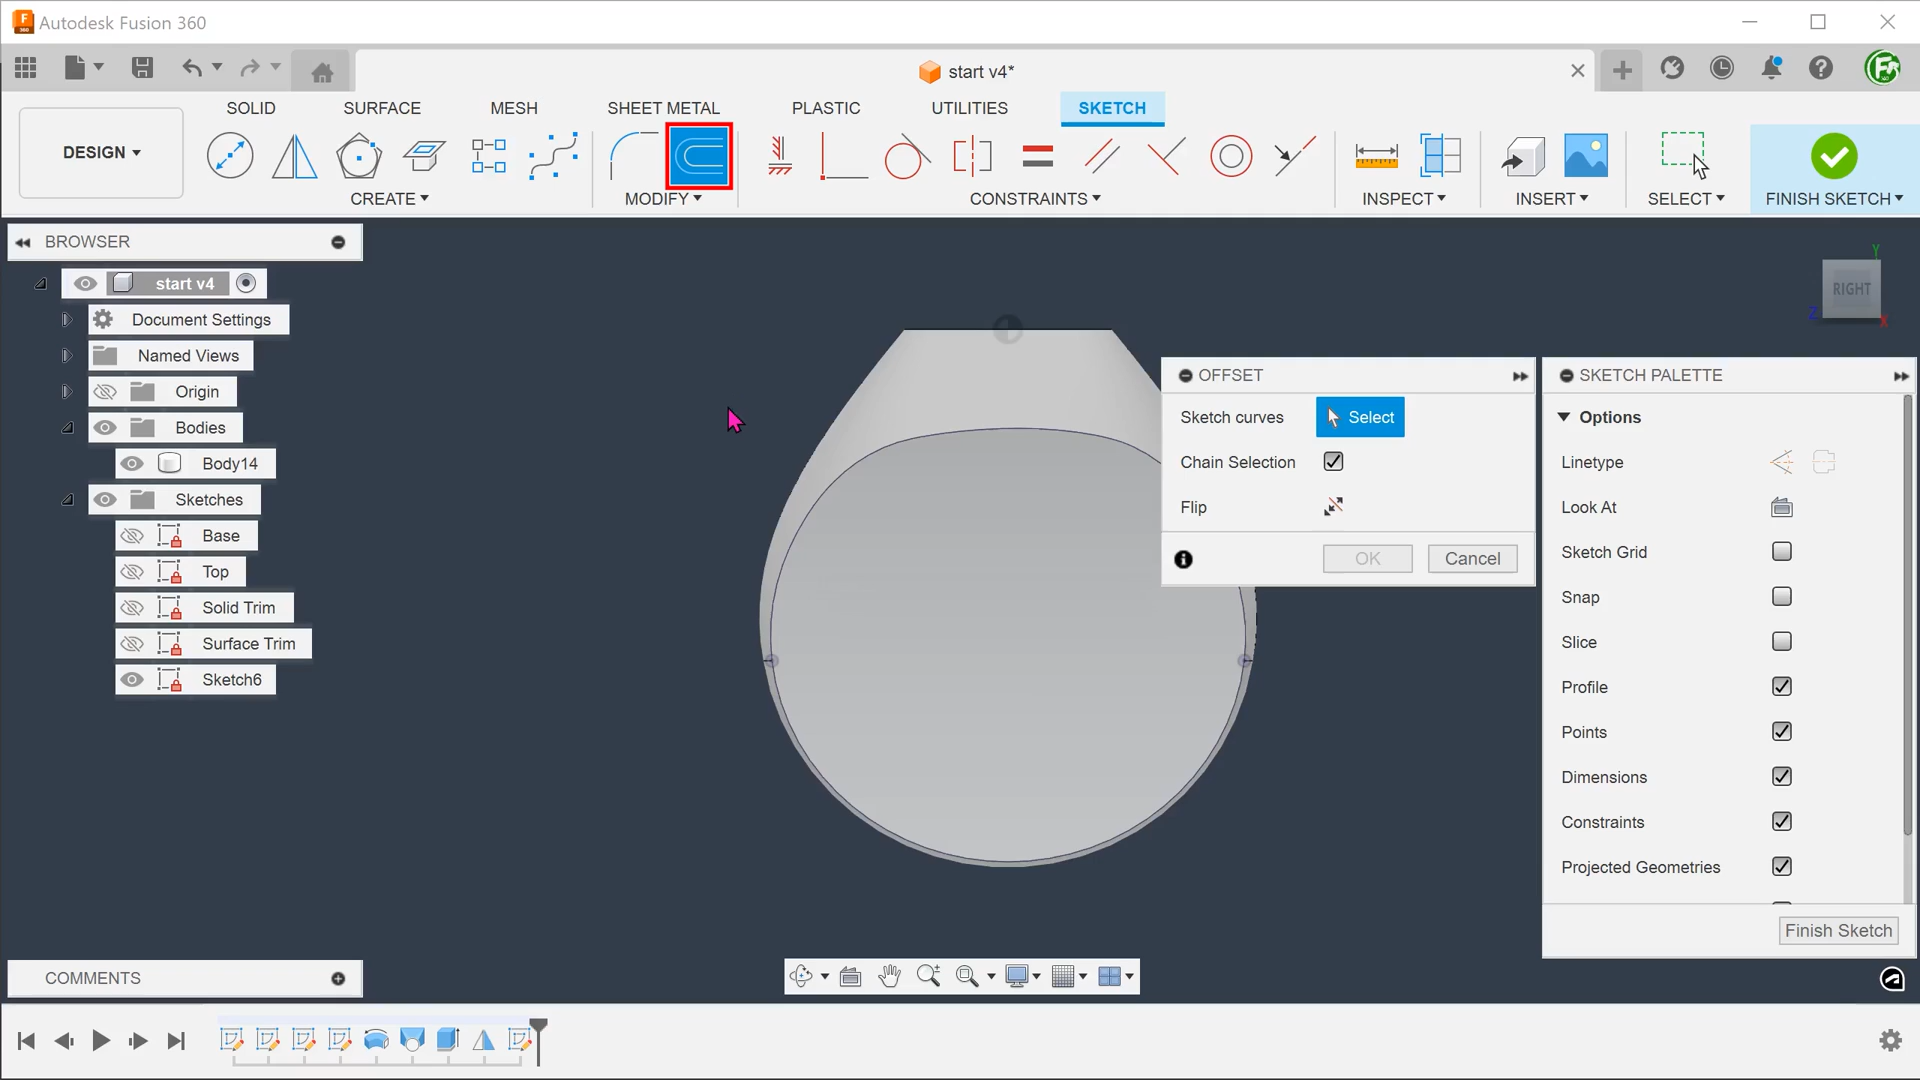 Autodesk Fusion 360
start v4*
SOLID
SURFACE
MESH
SHEET METAL
PLASTIC
UTILITIES
SKETCH
DESIGN
CREATE
MODIFY
CONSTRAINTS
INSPECT
INSERT
SELECT
FINISH SKETCH
BROWSER
start v4
Document Settings
Named Views
Origin
Bodies
Body14
Sketches
Base
Top
Solid Trim
Surface Trim
Sketch6
Y
RIGHT
Z
X
OFFSET
Sketch curves
Select
Chain Selection
Flip
OK
Cancel
SKETCH PALETTE
Options
Linetype
Look At
Sketch Grid
Snap
Slice
Profile
Points
Dimensions
Constraints
Projected Geometries
Finish Sketch
COMMENTS